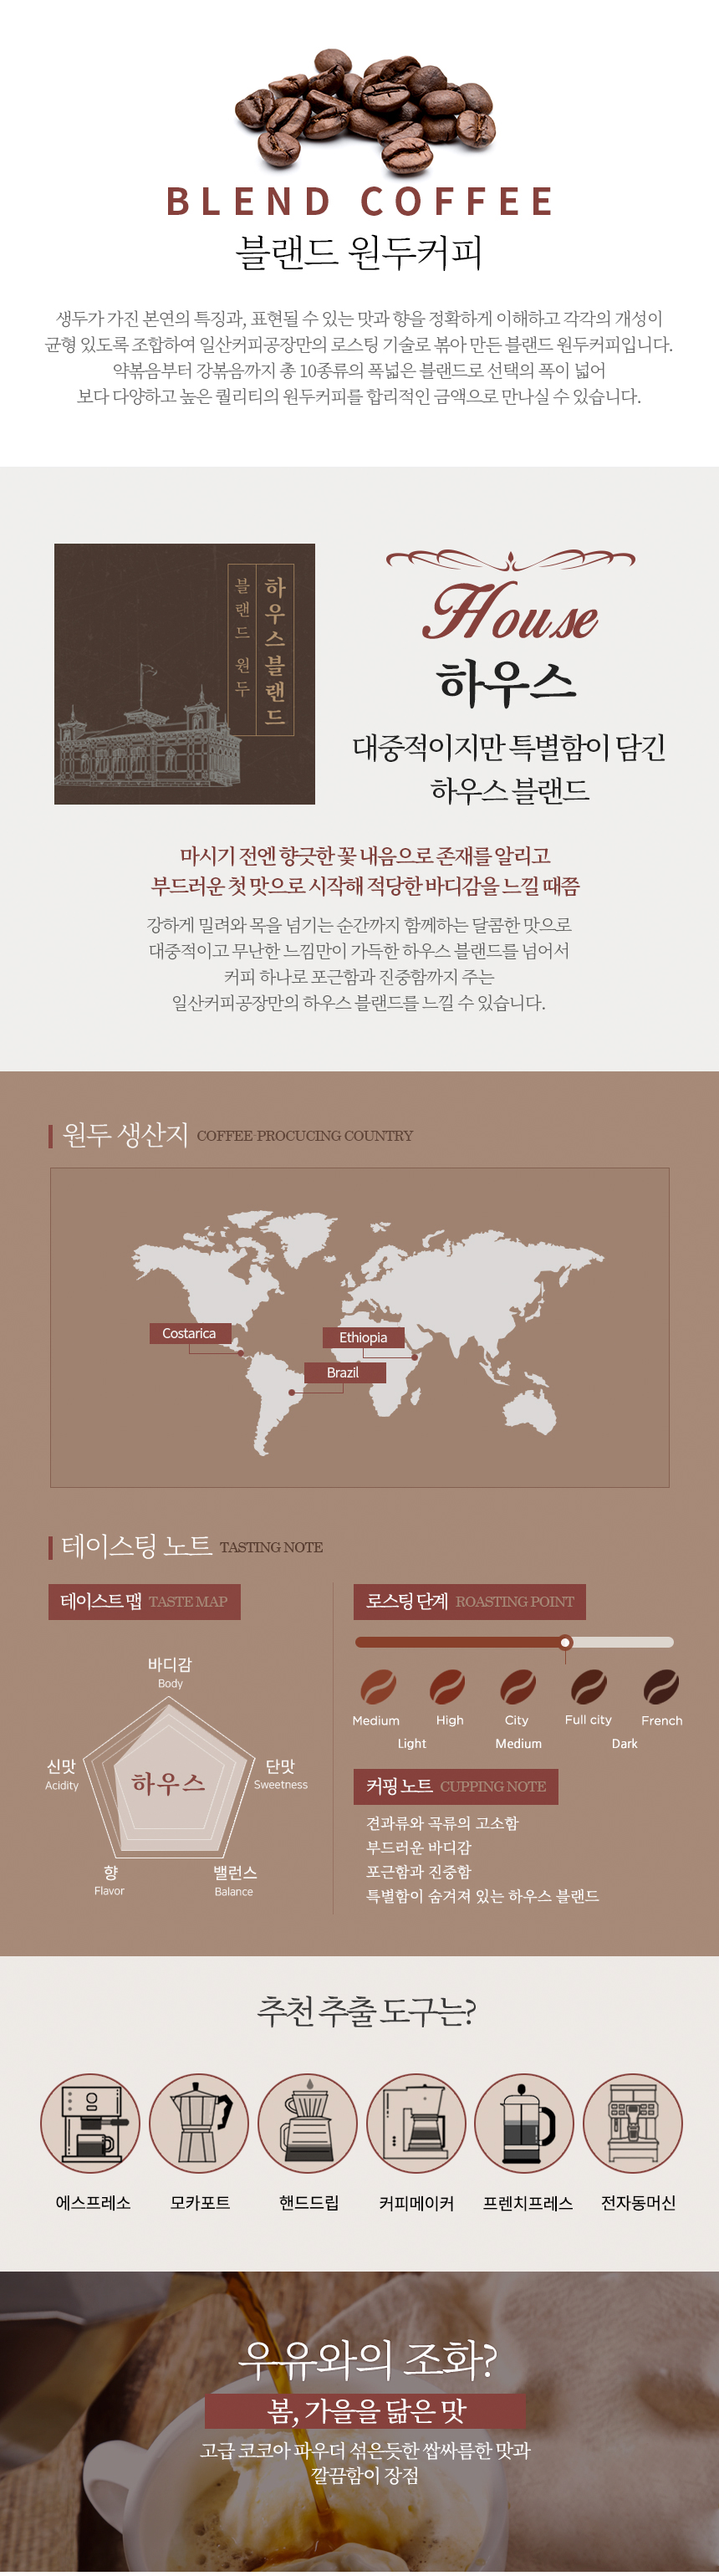 BLEND COFFEE
블랜드 원두커피
생두가 가진 본연의 특징과, 표현될 수 있는 맛과 향을 정확하게 이해하고 각각의 개성이
균형 있도록 조합하여 일산커피공장만의 로스팅 기술로 볶아 만든 블랜드 원두커피입니다.
약볶음부터 강볶음까지 총 10종류의 폭넓은 블랜드로 선택의 폭이 넓어
보다 다양하고 높은 퀄리티의 원두커피를 합리적인 금액으로 만나실 수 있습니다.
하우스블랜드
블랜드 원두
House
하우스
대중적이지만 특별함이 담긴
하우스 블랜드
마시기 전엔 향긋한 꽃 내음으로 존재를 알리고
부드러운 첫 맛으로 시작해 적당한 바디감을 느낄 때쯤
강하게 밀려와 목을 넘기는 순간까지 함께하는 달콤한 맛으로
대중적이고 무난한 느낌만이 가득한 하우스 블랜드를 넘어서
커피 하나로 포근함과 진중함까지 주는
일산커피공장만의 하우스 블랜드를 느낄 수 있습니다.
원두 생산지 COFFEE-PROCUCING COUNTRY
Costarica
Ethiopia
Brazil
테이스팅 노트 TASTING NOTE
테이스트 맵 TASTE MAP
바디감
Body
신맛
Acidity
단맛
Sweetness
하우스
향
Flavor
밸런스
Balance
로스팅 단계 ROASTING POINT
Medium High City Full city French
Light Medium Dark
커핑 노트 CUPPING NOTE
견과류와 곡류의 고소함
부드러운 바디감
포근함과 진중함
특별함이 숨겨져 있는 하우스 블랜드
추천 추출 도구는?
에스프레소 모카포트 핸드드립 커피메이커 프렌치프레스 전자동머신
우유와의 조화?
봄, 가을을 닮은 맛
고급 코코아 파우더 섞은듯한 쌉싸름한 맛과
깔끔함이 장점